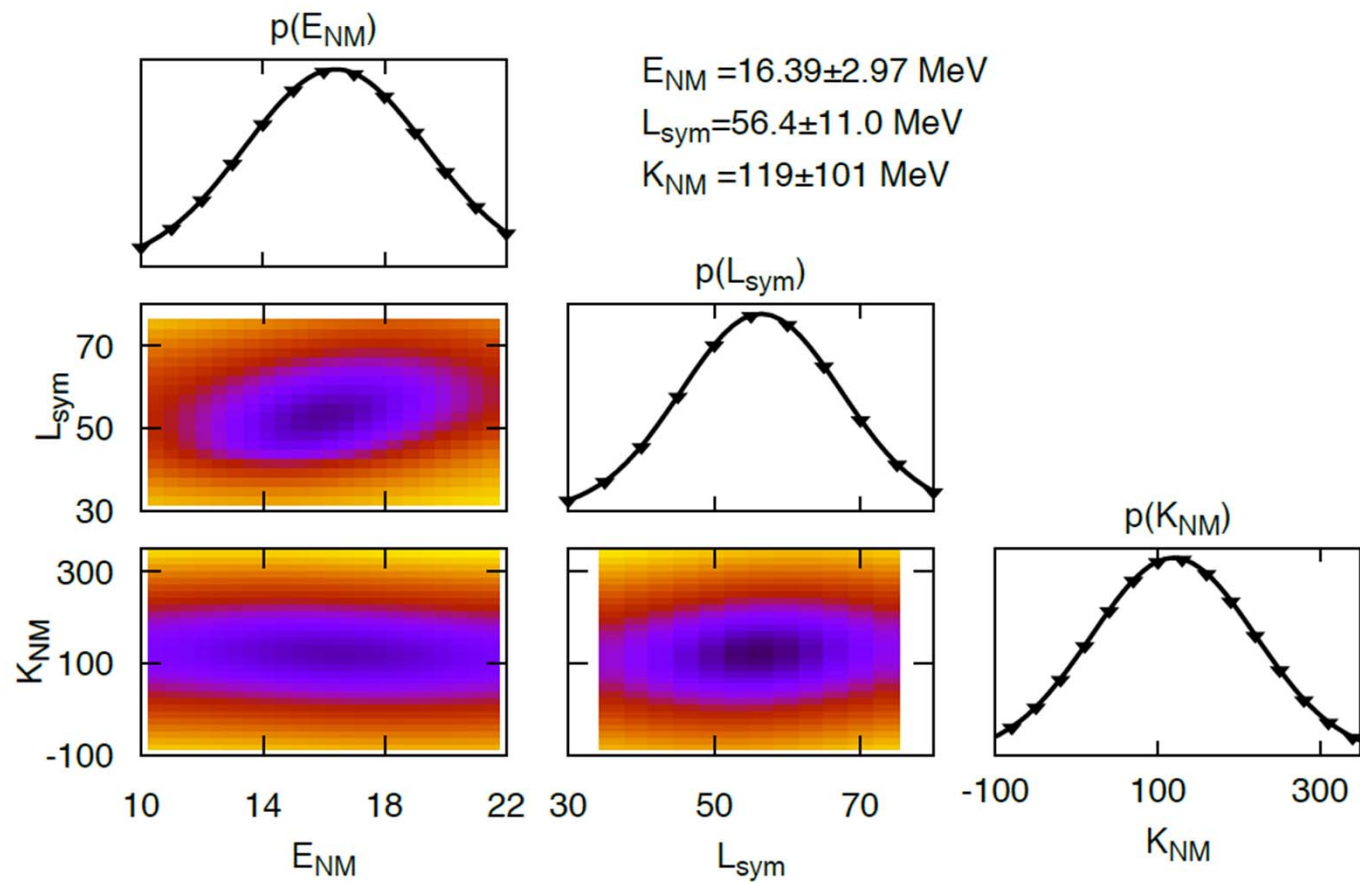 p(E_NM)
E_NM =16.39±2.97 MeV
L_sym=56.4±11.0 MeV
K_NM =119±101 MeV
p(L_sym)
70
L_sym
50
30
p(K_NM)
300
K_NM
100
-100
10 14 18 22 30 50 70 -100 100 300
E_NM L_sym K_NM